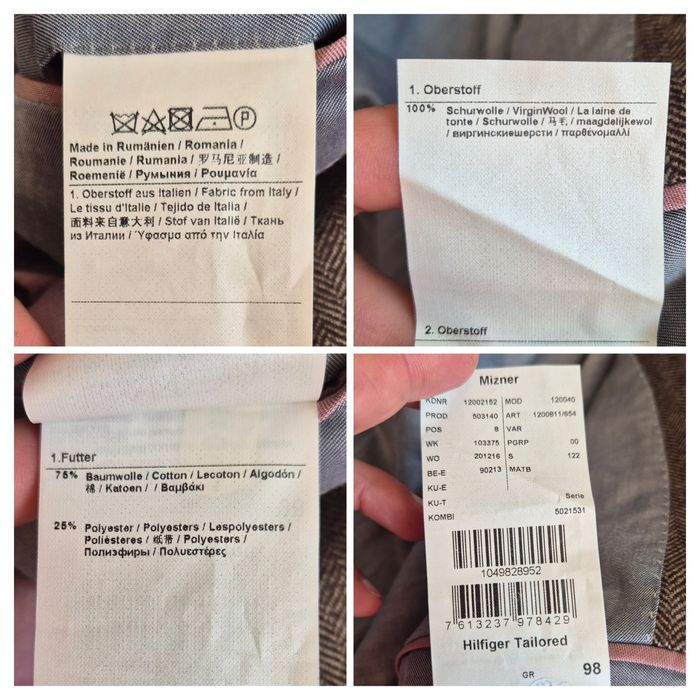 Made in Rumänien / Romania /
Roumanie / Rumania / 罗马尼亚制造 /
Roemenië / Румыния / Ρουμανία
1. Oberstoff aus Italien / Fabric from Italy /
Le tissu d'Italie / Tejido de Italia /
面料来自意大利 / Stof van Italië / Ткань
из Италии / Ύφασμα από την Ιταλία
1. Oberstoff
100% Schurwolle / VirginWool / La laine de
tonte / Schurwolle / 马毛 / maagdelijkewol
/ виргинскиешерсти / παρθένομαλλί
2. Oberstoff
1.Futter
75% Baumwolle / Cotton / Lecoton / Algodón /
棉 / Katoen / / Βαμβάκι
25% Polyester / Polyesters / Lespolyesters /
Poliésteres / 纸蒂 / Polyesters /
Полиэфиры / Πολυεστέρες
Mizner
KDNR 12002152 MOD 120040
PROD 503140 ART 1200811/654
POS 8 VAR
WK 103375 PGRP 00
WO 201216 S 122
BE-E 90213 MATB
KU-E
KU-T Serie
KOMBI 5021531
1049828952
7 613237 978429
Hilfiger Tailored
GR 98